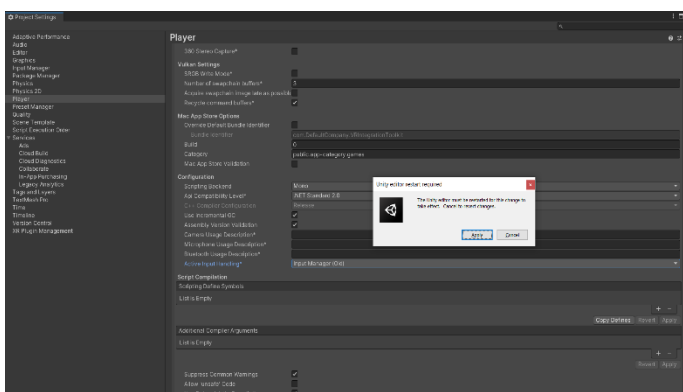 Project Settings
Adaptive Performance
Audio
Editor
Graphics
Input Manager
Package Manager
Physics
Physics 2D
Player
Preset Manager
Quality
Scene Template
Script Execution Order
Services
Ads
Cloud Build
Cloud Diagnostics
Collaborate
In-App Purchasing
Legacy Analytics
Tags and Layers
TextMesh Pro
Time
Timeline
Version Control
XR Plugin Management
Player
360 Stereo Capture*
Vulkan Settings
SRGB Write Mode*
Number of swapchain buffers* 3
Acquire swapchain image late as possible
Recycle command buffers*
Mac App Store Options
Override Default Bundle Identifier
Bundle Identifier
Build 0
Category public.app-category.games
Mac App Store Validation
Configuration
Scripting Backend Mono
Api Compatibility Level* .NET Standard 2.0
C++ Compiler Configuration Release
Use incremental GC
Assembly Version Validation
Camera Usage Description*
Microphone Usage Description*
Bluetooth Usage Description*
Active Input Handling* Input Manager (Old)
Unity editor restart required
The Unity editor must be restarted for this change to
take effect. Cancel to revert changes.
Apply Cancel
Script Compilation
Scripting Define Symbols
List is Empty
+ -
Copy Defines Revert Apply
Additional Compiler Arguments
List is Empty
+ -
Revert Apply
Suppress Common Warnings
Allow 'unsafe' Code